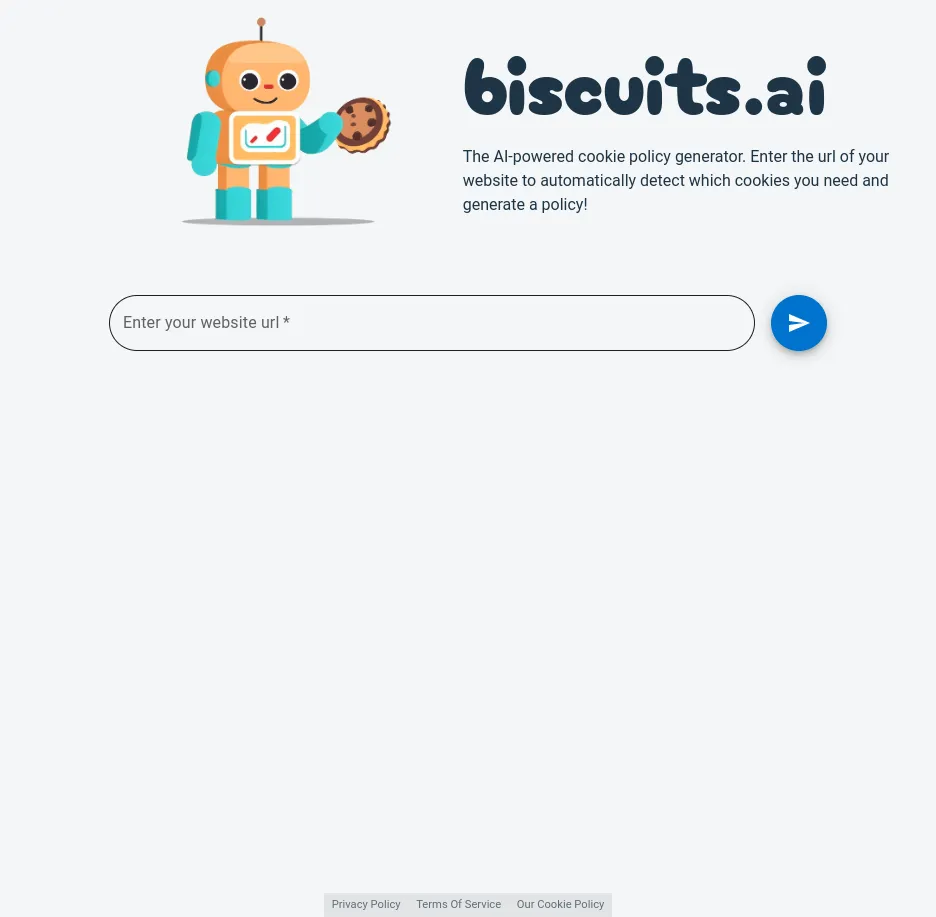 biscuits.ai
The AI-powered cookie policy generator. Enter the url of your
website to automatically detect which cookies you need and
generate a policy!
Enter your website url *
Privacy Policy Terms Of Service Our Cookie Policy